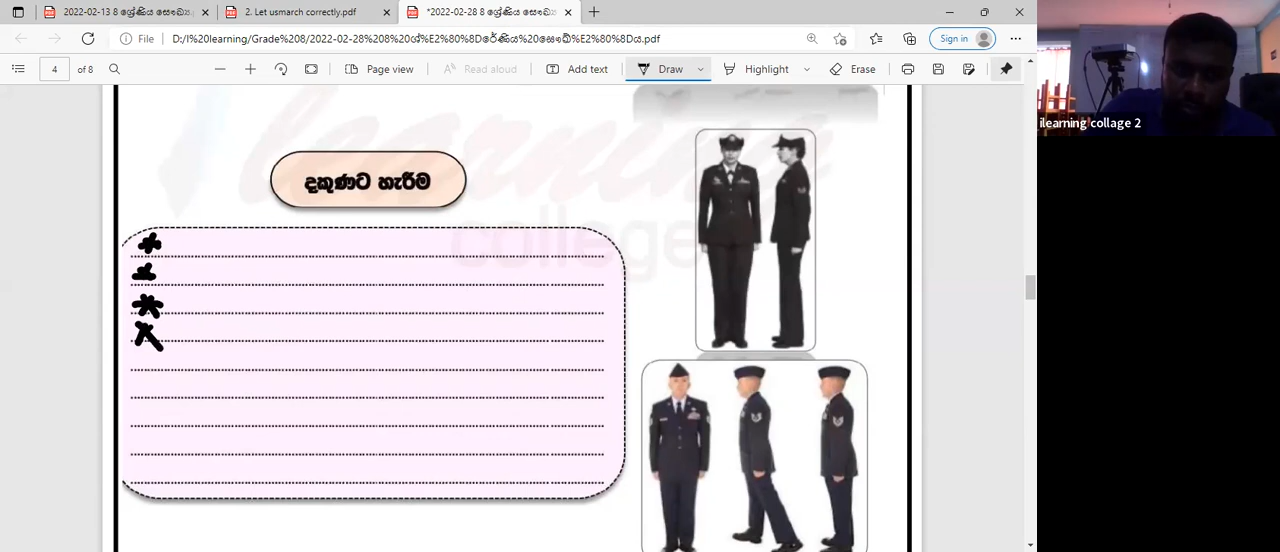 2022-02-13 8 ශ්‍රේණිය සෞඛ්‍ය
2. Let usmarch correctly.pdf
*2022-02-28 8 ශ්‍රේණිය සෞඛ්‍ය
File
D:/I%20learning/Grade%208/2022-02-28%208%20ශ්%E2%80%8Dරේණිය%20සෞඛ්%E2%80%8Dය.pdf
Sign in
4 of 8
Page view
Read aloud
Add text
Draw
Highlight
Erase
ilearning collage 2
learning
college
දකුණට හැරීම